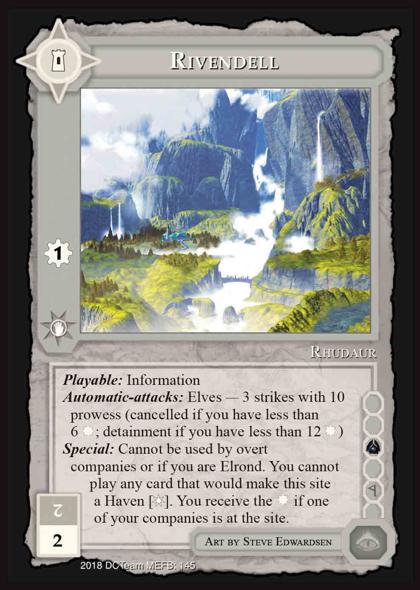 RIVENDELL
1
RHUDAUR
Playable: Information
Automatic-attacks: Elves — 3 strikes with 10
prowess (cancelled if you have less than
6 ; detainment if you have less than 12 )
Special: Cannot be used by overt
companies or if you are Elrond. You cannot
play any card that would make this site
a Haven [ ]. You receive the if one
of your companies is at the site.
2
2
ART BY STEVE EDWARDSEN
2018 DCTeam MEFB: 145